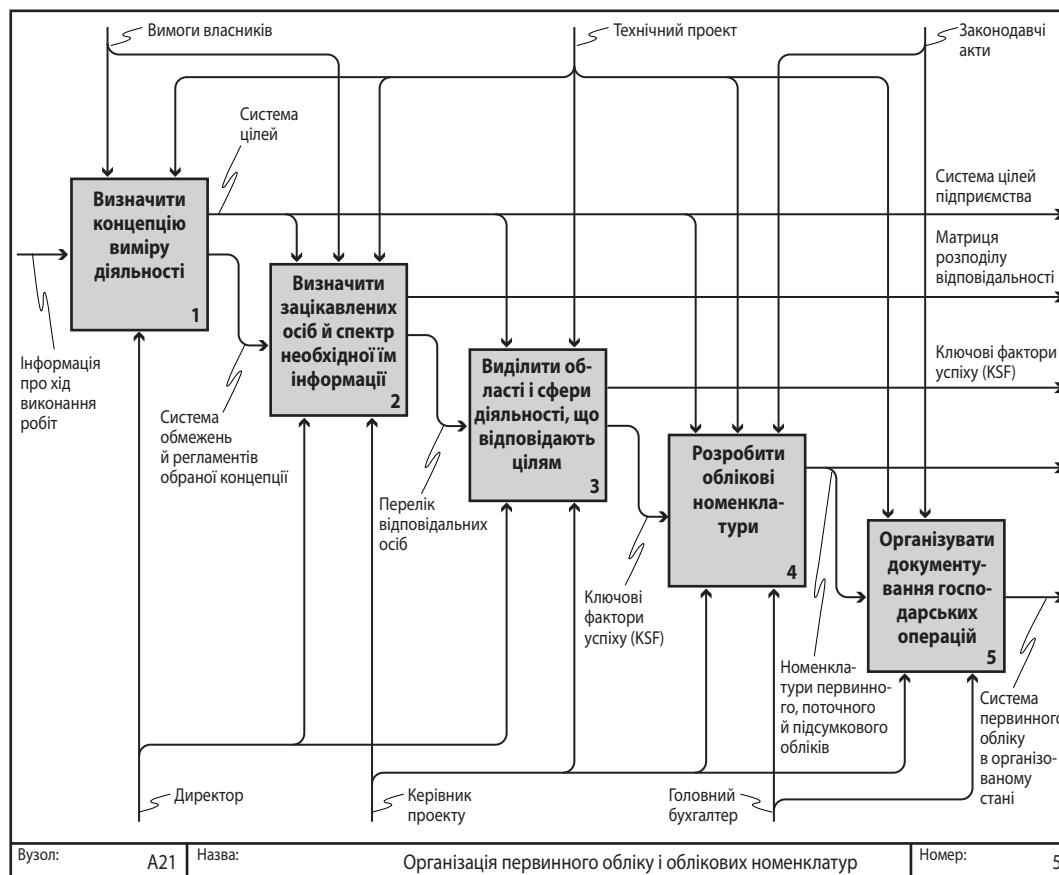 Вимоги власників
Технічний проект
Законодавчі
акти
Система
цілей
Система цілей
підприємства
Матриця
розподілу
відповідальності
Ключові фактори
успіху (KSF)
Визначити
концепцію
виміру
діяльності
1
Визначити
зацікавлених
осіб й спектр
необхідної їм
інформації
2
Виділити об-
ласті і сфери
діяльності, що
відповідають
цілям
3
Розробити
облікові
номенкла-
тури
4
Організувати
документу-
вання госпо-
дарських
операцій
5
Інформація
про хід
виконання
робіт
Система
обмежень
й регламентів
обраної концепції
Перелік
відповідальних
осіб
Ключові
фактори
успіху (KSF)
Номенкла-
тури первинно-
го, поточного
й підсумкового
обліків
Система
первинного
обліку
в організо-
ваному
стані
Директор
Керівник
проекту
Головний
бухгалтер
Вузол:
A21
Назва:
Організація первинного обліку і облікових номенклатур
Номер:
5